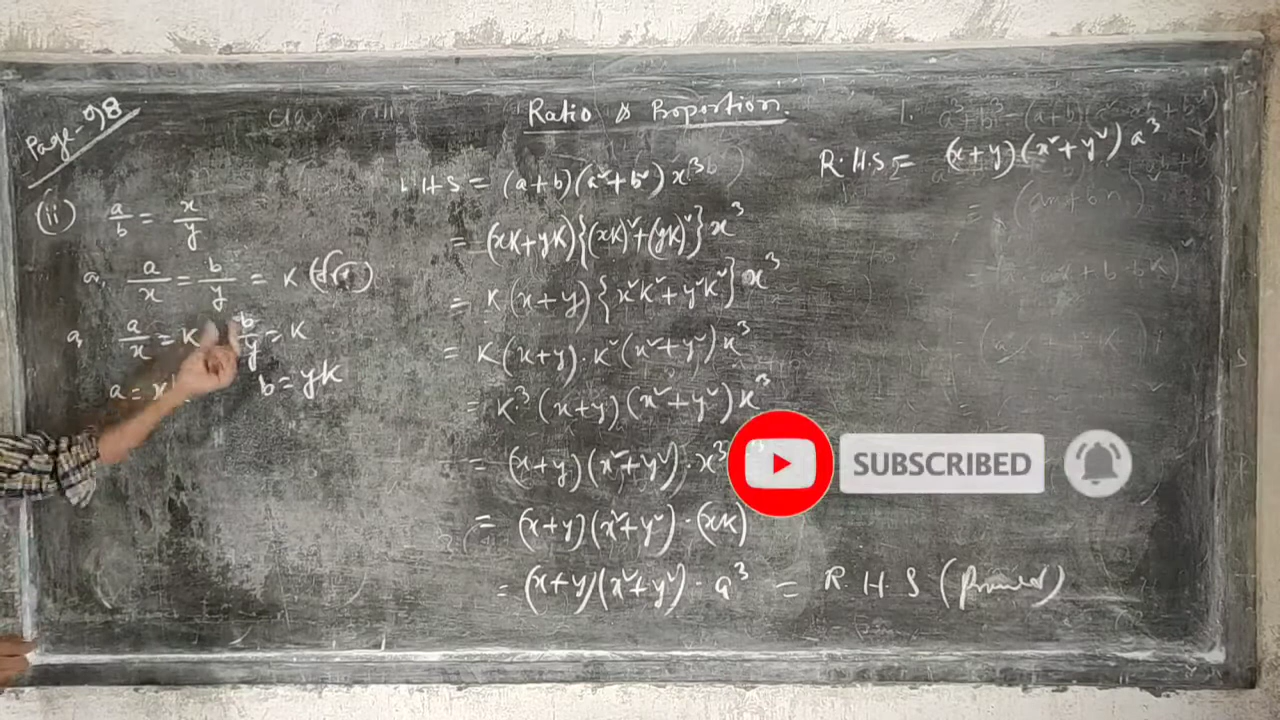 Page-98
Ratio & Proportion.
(ii) a/b = x/y
a/x = b/y = K
a/x = K b/y = K
a = x b = yK
L.H.S = (a+b)(a²+b²)x³
= (xK+yK){(xK)²+(yK)²}x³
= K(x+y){x²K²+y²K²}x³
= K(x+y)·K²(x²+y²)x³
= K³(x+y)(x²+y²)x³
= (x+y)(x²+y²)·x³
= (x+y)(x²+y²)·(xK)
= (x+y)(x²+y²)·a³ = R.H.S (Proved)
R.H.S = (x+y)(x²+y²)a³
SUBSCRIBED